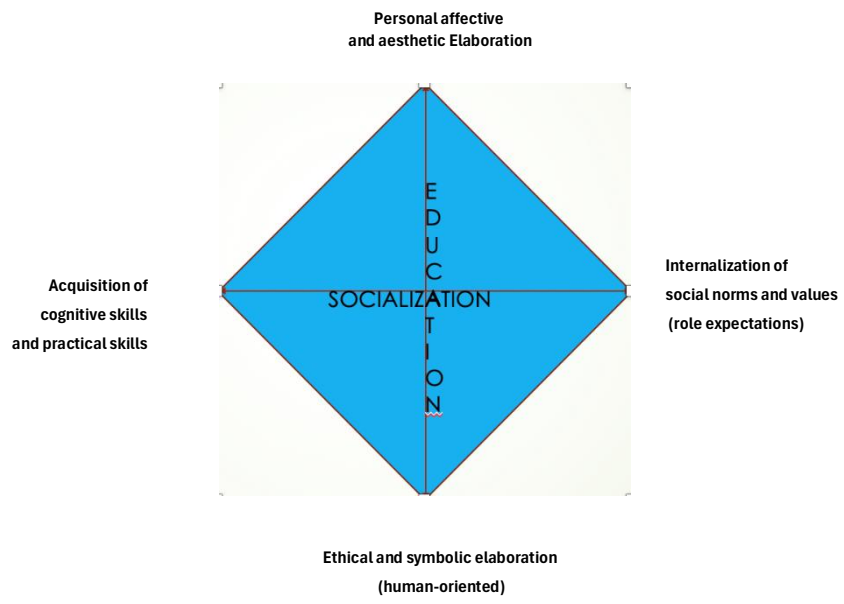 Personal affective
and aesthetic Elaboration
EDUCATION
SOCIALIZATION
Acquisition of
cognitive skills
and practical skills
Internalization of
social norms and values
(role expectations)
Ethical and symbolic elaboration
(human-oriented)